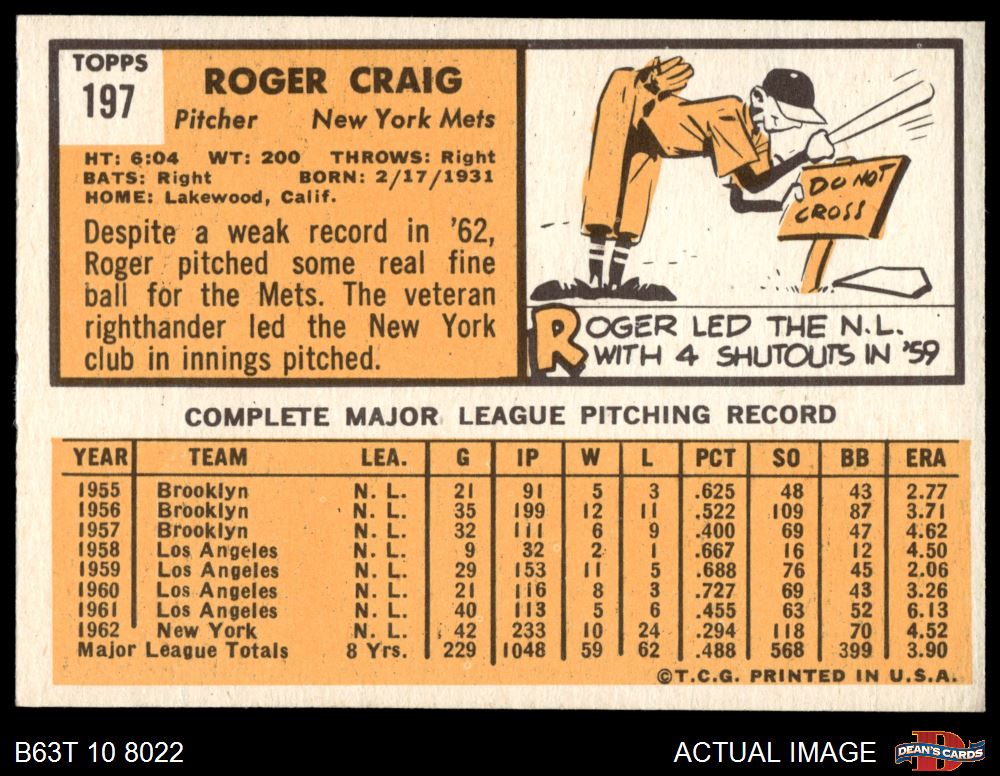 TOPPS
197
ROGER CRAIG
Pitcher New York Mets
HT: 6:04 WT: 200 THROWS: Right
BATS: Right BORN: 2/17/1931
HOME: Lakewood, Calif.
Despite a weak record in '62,
Roger pitched some real fine
ball for the Mets. The veteran
righthander led the New York
club in innings pitched.
DO NOT
CROSS
ROGER LED THE N.L.
WITH 4 SHUTOUTS IN '59
COMPLETE MAJOR LEAGUE PITCHING RECORD
YEAR TEAM LEA. G IP W L PCT SO BB ERA
1955 Brooklyn N. L. 21 91 5 3 .625 48 43 2.77
1956 Brooklyn N. L. 35 199 12 11 .522 109 87 3.71
1957 Brooklyn N. L. 32 111 6 9 .400 69 47 4.62
1958 Los Angeles N. L. 9 32 2 1 .667 16 12 4.50
1959 Los Angeles N. L. 29 153 11 5 .688 76 45 2.06
1960 Los Angeles N. L. 21 116 8 3 .727 69 43 3.26
1961 Los Angeles N. L. 40 113 5 6 .455 63 52 6.13
1962 New York N. L. 42 233 10 24 .294 118 70 4.52
Major League Totals 8 Yrs. 229 1048 59 62 .488 568 399 3.90
©T.C.G. PRINTED IN U.S.A.
B63T 10 8022
ACTUAL IMAGE
DEAN'S CARDS